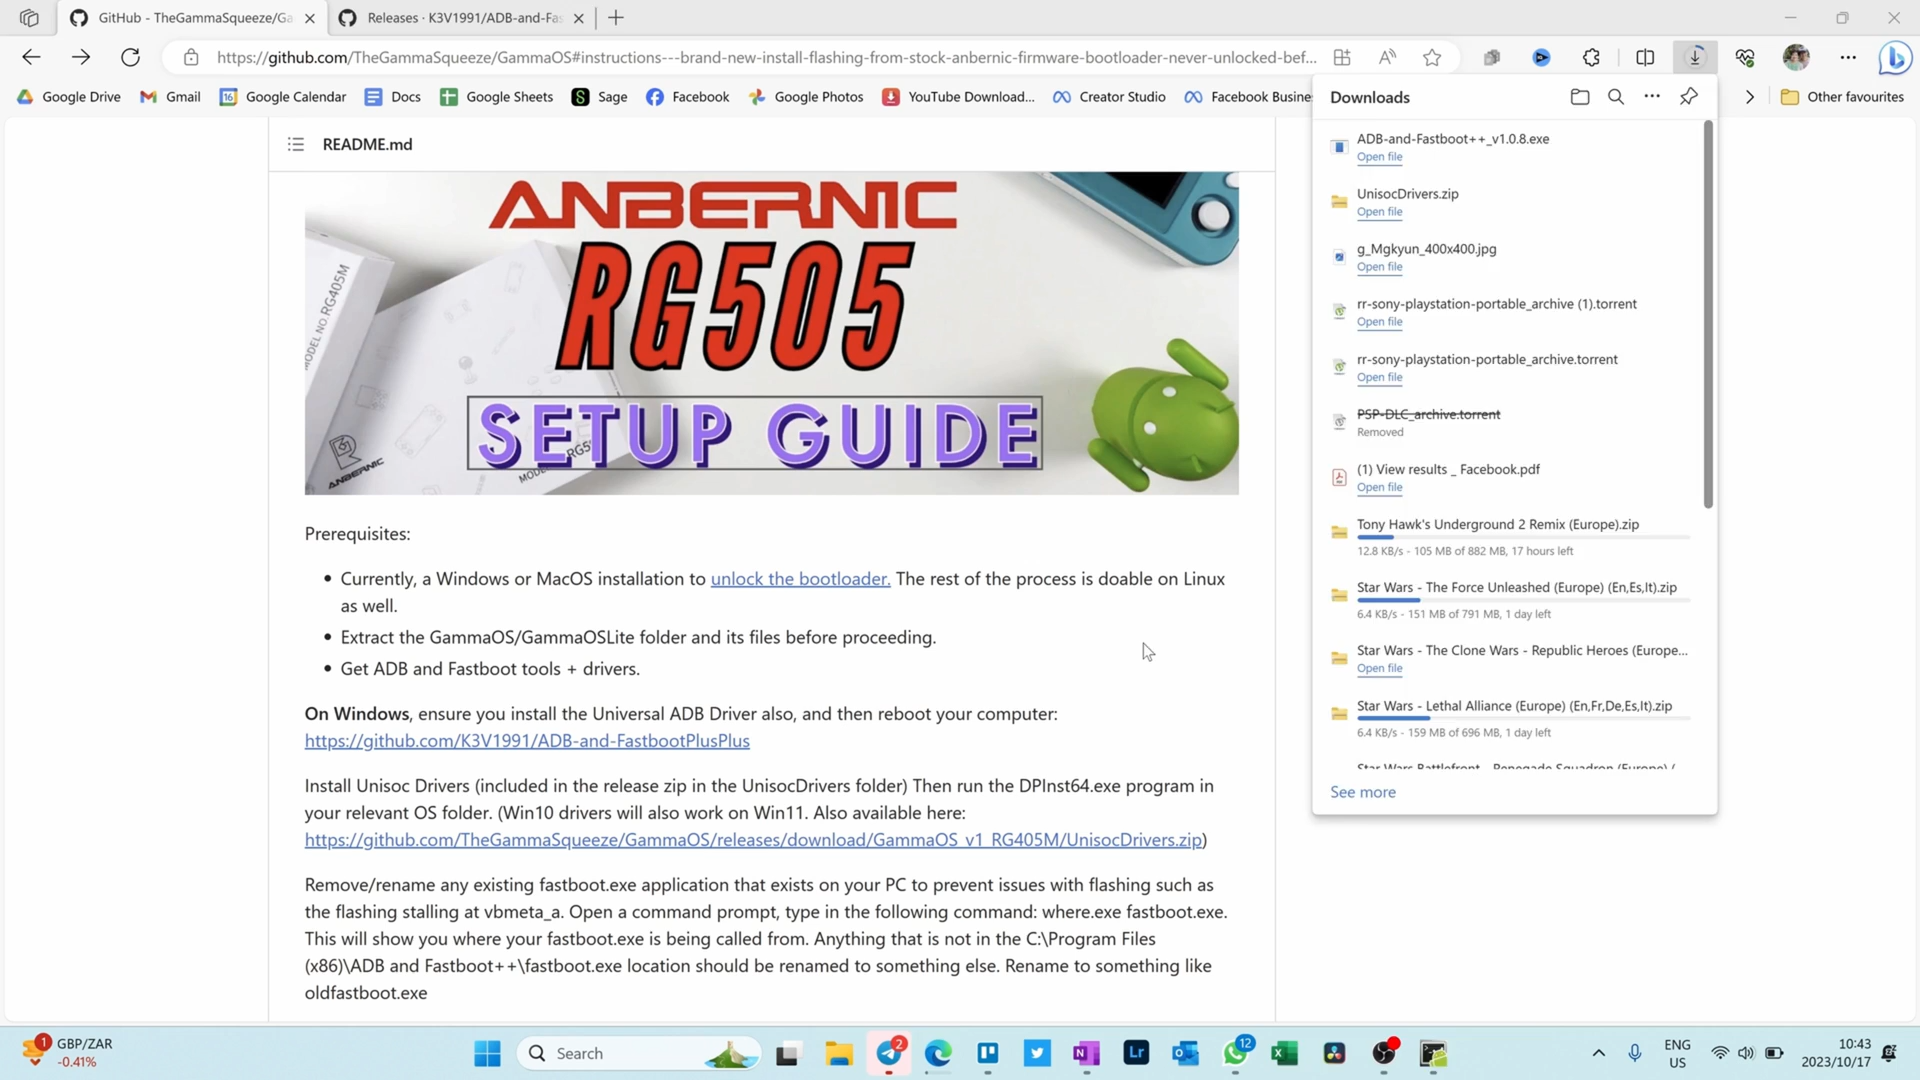 GitHub - TheGammaSqueeze/Ga
Releases · K3V1991/ADB-and-Fas
https://github.com/TheGammaSqueeze/GammaOS#instructions---brand-new-install-flashing-from-stock-anbernic-firmware-bootloader-never-unlocked-bef...
Google Drive
Gmail
16
Google Calendar
Docs
Google Sheets
S
Sage
Facebook
Google Photos
YouTube Download...
Creator Studio
Facebook Busine
Other favourites
README.md
MODEL NO.RG405M
ANBERNIC
RG505
SETUP GUIDE
ANBERNIC
Prerequisites:
• Currently, a Windows or MacOS installation to unlock the bootloader. The rest of the process is doable on Linux
as well.
• Extract the GammaOS/GammaOSLite folder and its files before proceeding.
• Get ADB and Fastboot tools + drivers.
On Windows, ensure you install the Universal ADB Driver also, and then reboot your computer:
https://github.com/K3V1991/ADB-and-FastbootPlusPlus
Install Unisoc Drivers (included in the release zip in the UnisocDrivers folder) Then run the DPInst64.exe program in
your relevant OS folder. (Win10 drivers will also work on Win11. Also available here:
https://github.com/TheGammaSqueeze/GammaOS/releases/download/GammaOS_v1_RG405M/UnisocDrivers.zip)
Remove/rename any existing fastboot.exe application that exists on your PC to prevent issues with flashing such as
the flashing stalling at vbmeta_a. Open a command prompt, type in the following command: where.exe fastboot.exe.
This will show you where your fastboot.exe is being called from. Anything that is not in the C:\Program Files
(x86)\ADB and Fastboot++\fastboot.exe location should be renamed to something else. Rename to something like
oldfastboot.exe
Downloads
ADB-and-Fastboot++_v1.0.8.exe
Open file
UnisocDrivers.zip
Open file
g_Mgkyun_400x400.jpg
Open file
rr-sony-playstation-portable_archive (1).torrent
Open file
rr-sony-playstation-portable_archive.torrent
Open file
PSP-DLC_archive.torrent
Removed
(1) View results _ Facebook.pdf
Open file
Tony Hawk's Underground 2 Remix (Europe).zip
12.8 KB/s - 105 MB of 882 MB, 17 hours left
Star Wars - The Force Unleashed (Europe) (En,Es,It).zip
6.4 KB/s - 151 MB of 791 MB, 1 day left
Star Wars - The Clone Wars - Republic Heroes (Europe...
Open file
Star Wars - Lethal Alliance (Europe) (En,Fr,De,Es,It).zip
6.4 KB/s - 159 MB of 696 MB, 1 day left
Star Wars Battlefront - Renegade Squadron (Europe) (
See more
1
GBP/ZAR
-0.41%
Search
2
Lr
12
ENG
US
10:43
2023/10/17